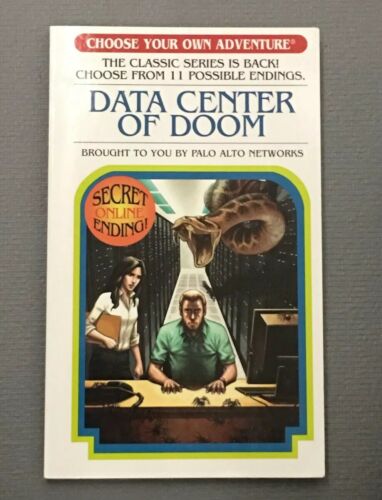 CHOOSE YOUR OWN ADVENTURE®
THE CLASSIC SERIES IS BACK!
CHOOSE FROM 11 POSSIBLE ENDINGS.
DATA CENTER
OF DOOM
BROUGHT TO YOU BY PALO ALTO NETWORKS
SECRET
ONLINE
ENDING!